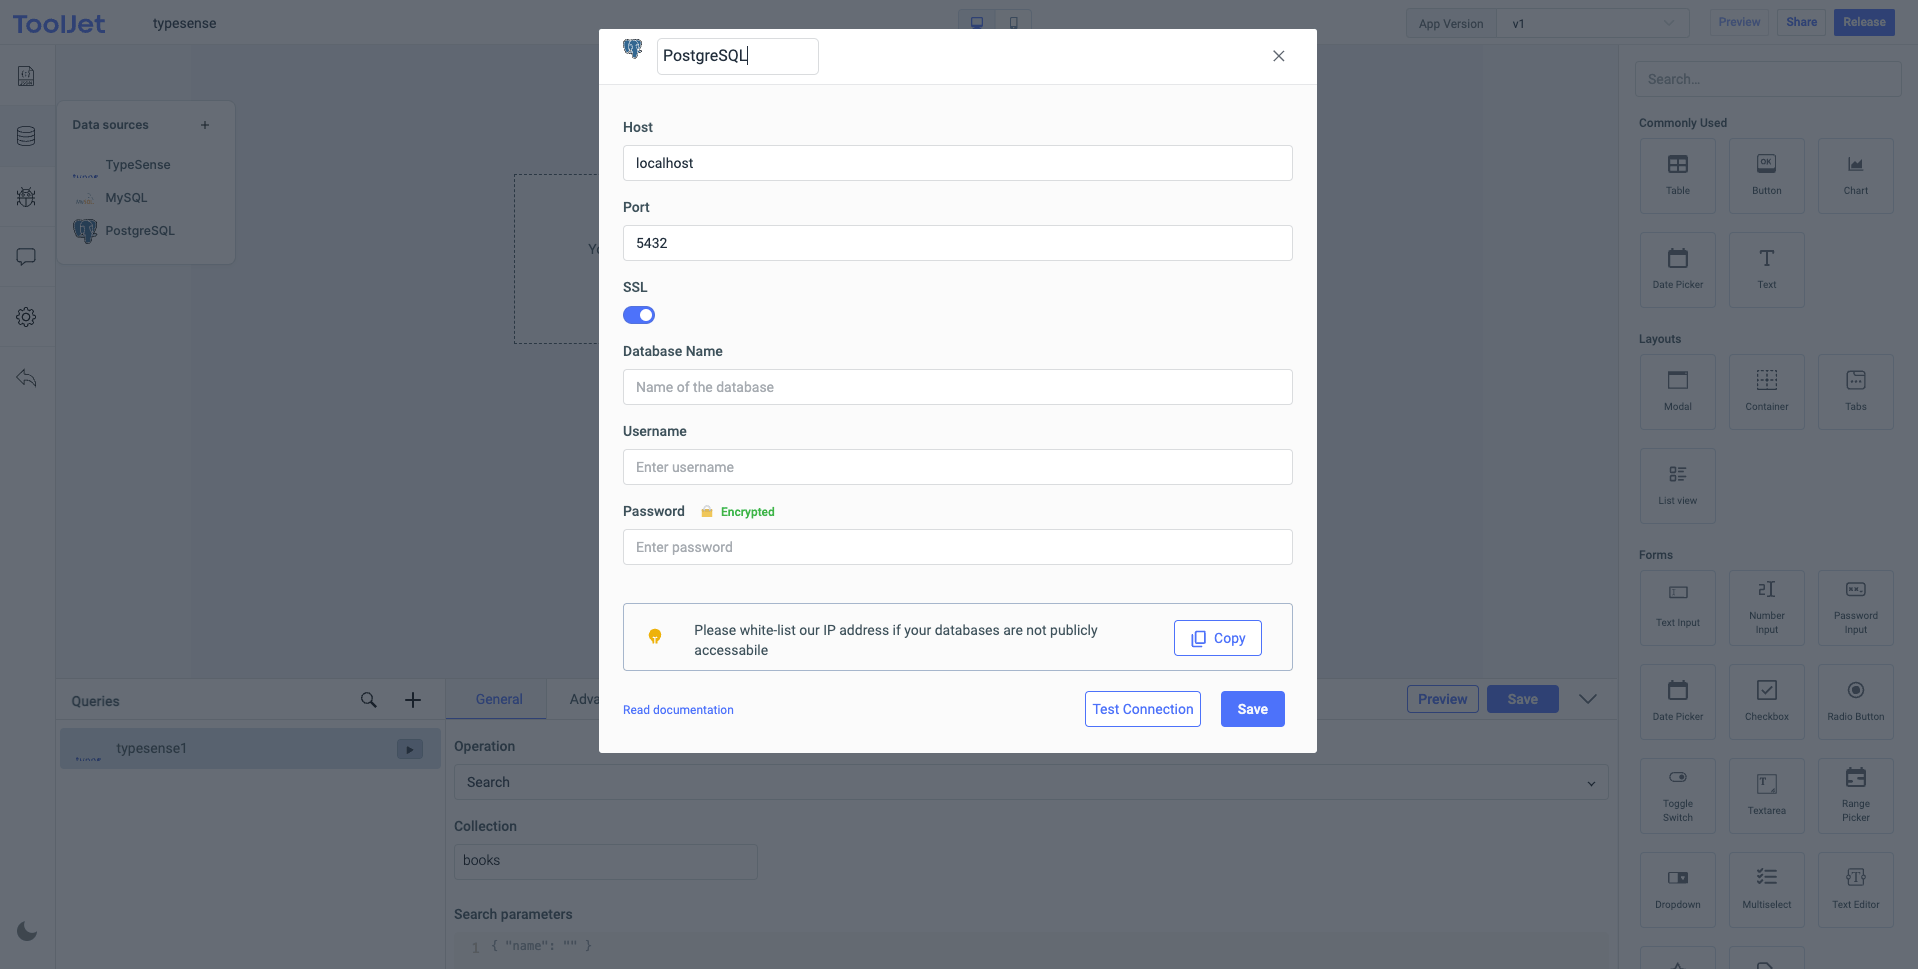 ToolJet
typesense
App Version
v1
Preview
Share
Release
PostgreSQL
Data sources
+
TypeSense
MySQL
PostgreSQL
Host
localhost
Port
5432
SSL
Database Name
Name of the database
Username
Enter username
Password
Encrypted
Enter password
Please white-list our IP address if your databases are not publicly
accessabile
Copy
Read documentation
Test Connection
Save
Search...
Commonly Used
Table
Button
Chart
Date Picker
Text
Layouts
Modal
Container
Tabs
List view
Forms
Text Input
Number
Input
Password
Input
Date Picker
Checkbox
Radio Button
Toggle
Switch
Textarea
Range
Picker
Dropdown
Multiselect
Text Editor
Queries
General
Preview
Save
typesense1
Operation
Search
Collection
books
Search parameters
1 { "name": "" }